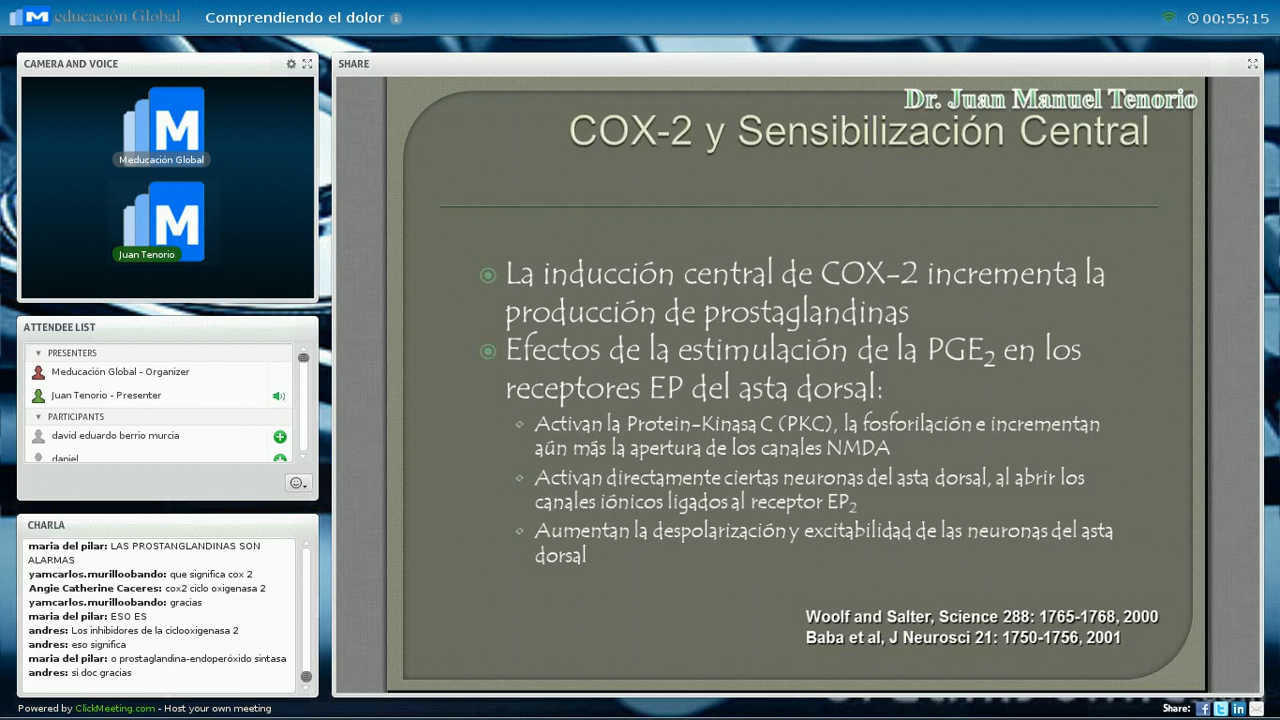 M educación Global
Comprendiendo el dolor
00:55:15
CAMERA AND VOICE
M
Meducación Global
M
Juan Tenorio
ATTENDEE LIST
PRESENTERS
Meducación Global - Organizer
Juan Tenorio - Presenter
PARTICIPANTS
david eduardo berrio murcia
daniel
CHARLA
maria del pilar: LAS PROSTANGLANDINAS SON
ALARMAS
yamcarlos.murilloobando: que significa cox 2
Angie Catherine Caceres: cox2 ciclo oxigenasa 2
yamcarlos.murilloobando: gracias
maria del pilar: ESO ES
andres: Los inhibidores de la ciclooxigenasa 2
andres: eso significa
maria del pilar: o prostaglandina-endoperóxido sintasa
andres: si doc gracias
SHARE
Dr. Juan Manuel Tenorio
COX-2 y Sensibilización Central
La inducción central de COX-2 incrementa la
producción de prostaglandinas
Efectos de la estimulación de la PGE2 en los
receptores EP del asta dorsal:
Activan la Protein-Kinasa C (PKC), la fosforilación e incrementan
aún más la apertura de los canales NMDA
Activan directamente ciertas neuronas del asta dorsal, al abrir los
canales iónicos ligados al receptor EP2
Aumentan la despolarización y excitabilidad de las neuronas del asta
dorsal
Woolf and Salter, Science 288: 1765-1768, 2000
Baba et al, J Neurosci 21: 1750-1756, 2001
Powered by ClickMeeting.com - Host your own meeting
Share: